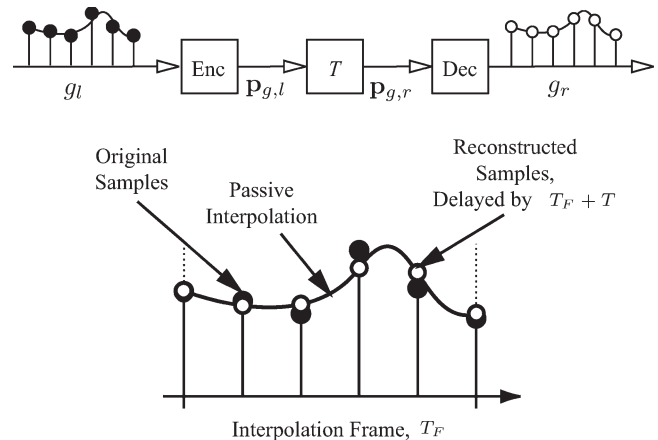 Enc
T
Dec
g_l
p_{g,l}
p_{g,r}
g_r
Original
Samples
Passive
Interpolation
Reconstructed
Samples,
Delayed by T_F + T
Interpolation Frame, T_F